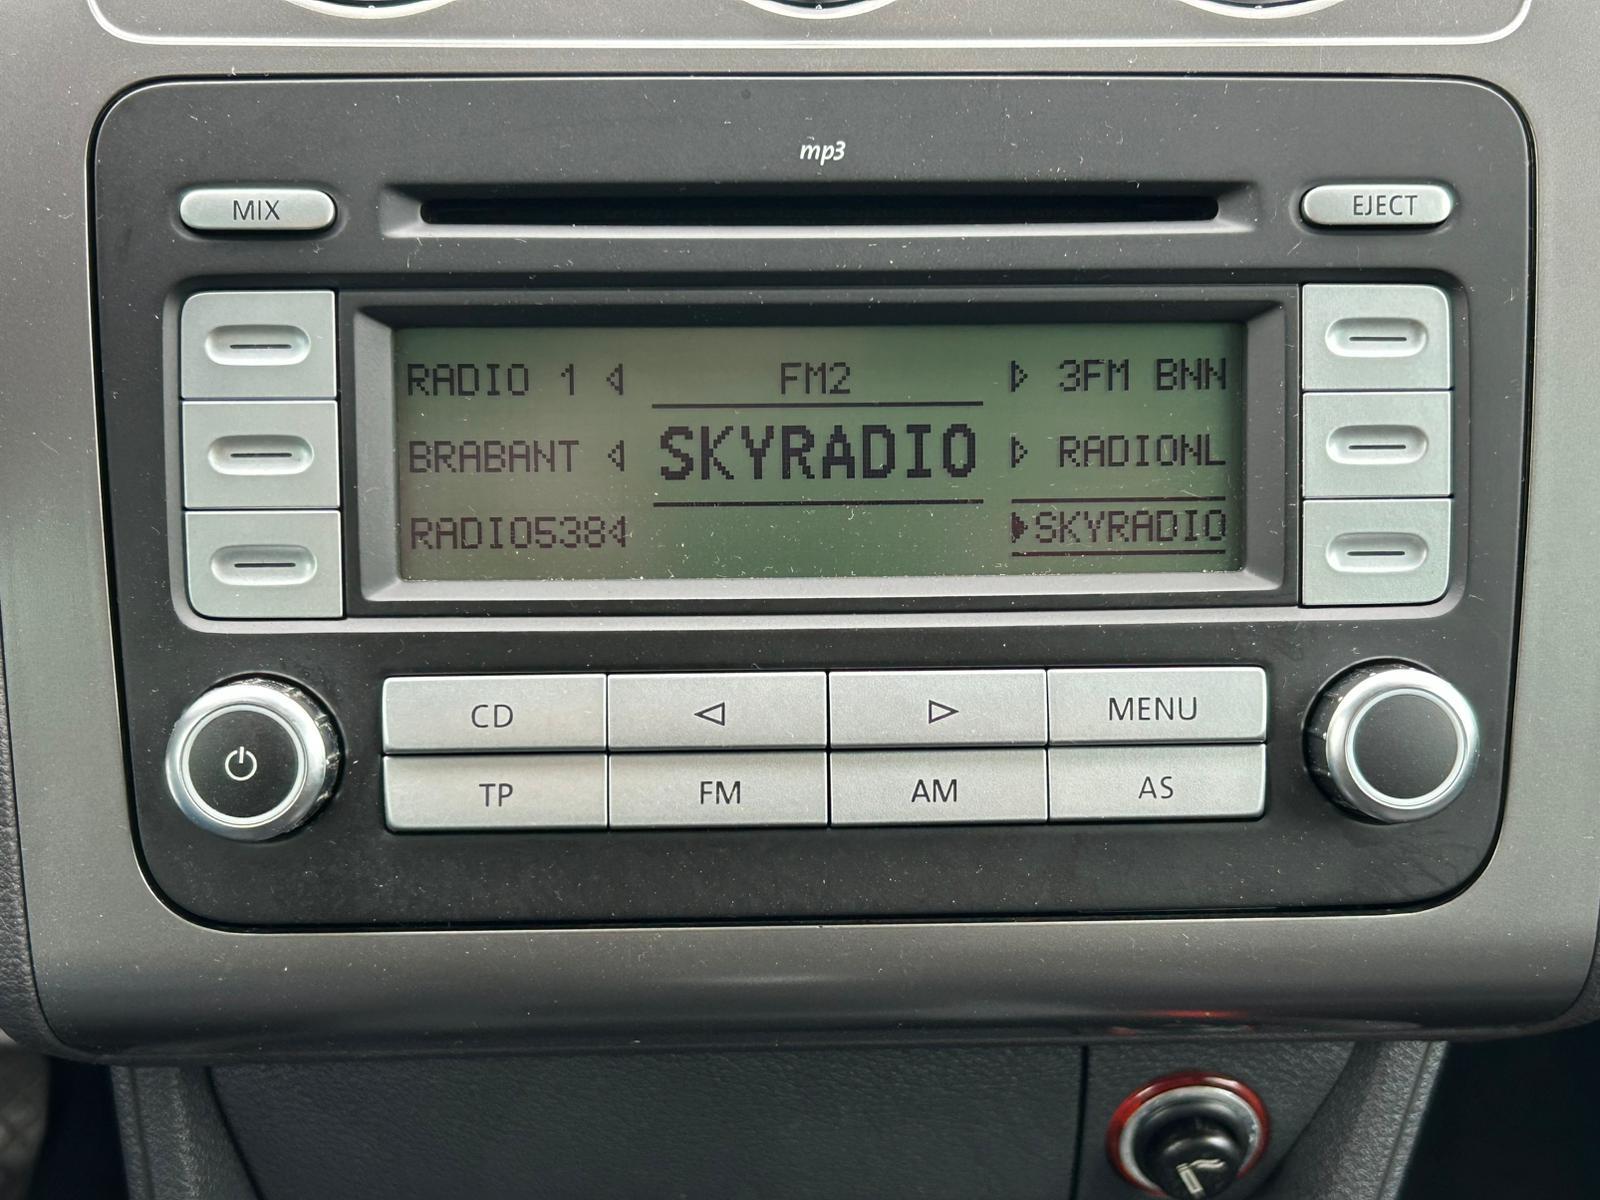 mp3
MIX
EJECT
RADIO 1
FM2
3FM BNN
BRABANT
SKYRADIO
RADIONL
RADIO538
SKYRADIO
CD
MENU
TP
FM
AM
AS